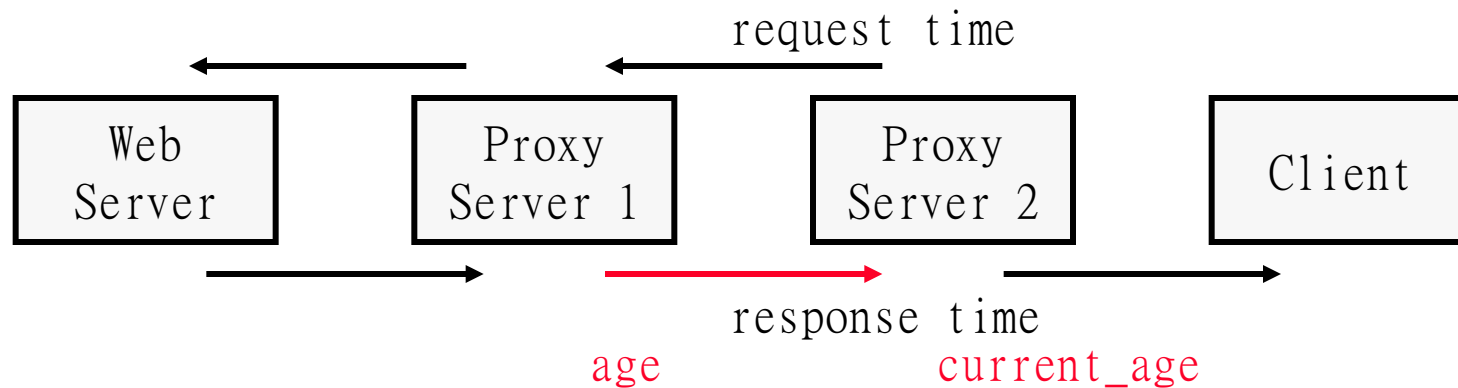 request time
Web
Server
Proxy
Server 1
Proxy
Server 2
Client
response time
age
current_age